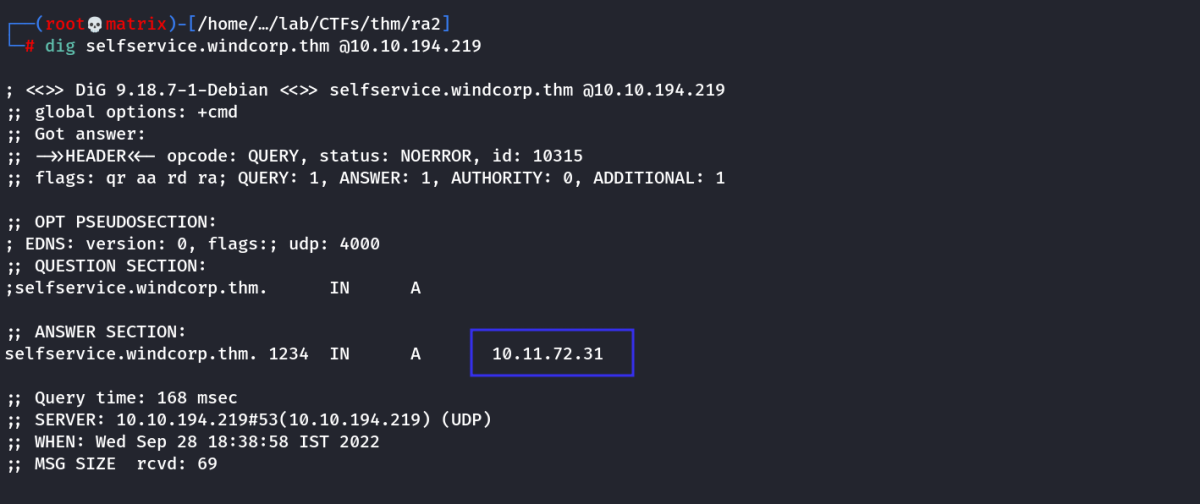 ┌──(root💀matrix)-[/home/…/lab/CTFs/thm/ra2]
└─# dig selfservice.windcorp.thm @10.10.194.219
; <<>> DiG 9.18.7-1-Debian <<>> selfservice.windcorp.thm @10.10.194.219
;; global options: +cmd
;; Got answer:
;; ->>HEADER<<- opcode: QUERY, status: NOERROR, id: 10315
;; flags: qr aa rd ra; QUERY: 1, ANSWER: 1, AUTHORITY: 0, ADDITIONAL: 1
;; OPT PSEUDOSECTION:
; EDNS: version: 0, flags:; udp: 4000
;; QUESTION SECTION:
;selfservice.windcorp.thm. IN A
;; ANSWER SECTION:
selfservice.windcorp.thm. 1234 IN A 10.11.72.31
;; Query time: 168 msec
;; SERVER: 10.10.194.219#53(10.10.194.219) (UDP)
;; WHEN: Wed Sep 28 18:38:58 IST 2022
;; MSG SIZE rcvd: 69